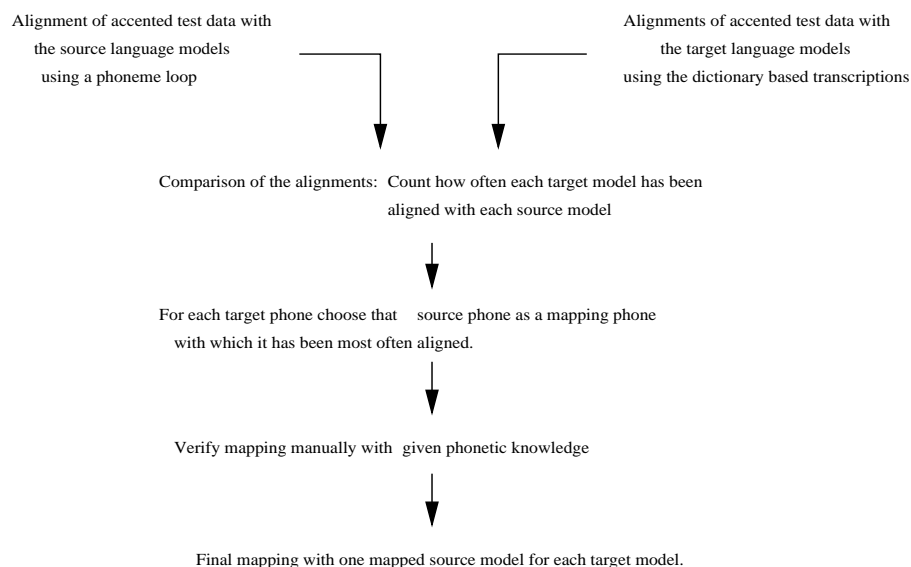 Alignment of accented test data with
the source language models
using a phoneme loop
Alignments of accented test data with
the target language models
using the dictionary based transcriptions
Comparison of the alignments: Count how often each target model has been
aligned with each source model
For each target phone choose that source phone as a mapping phone
with which it has been most often aligned.
Verify mapping manually with given phonetic knowledge
Final mapping with one mapped source model for each target model.